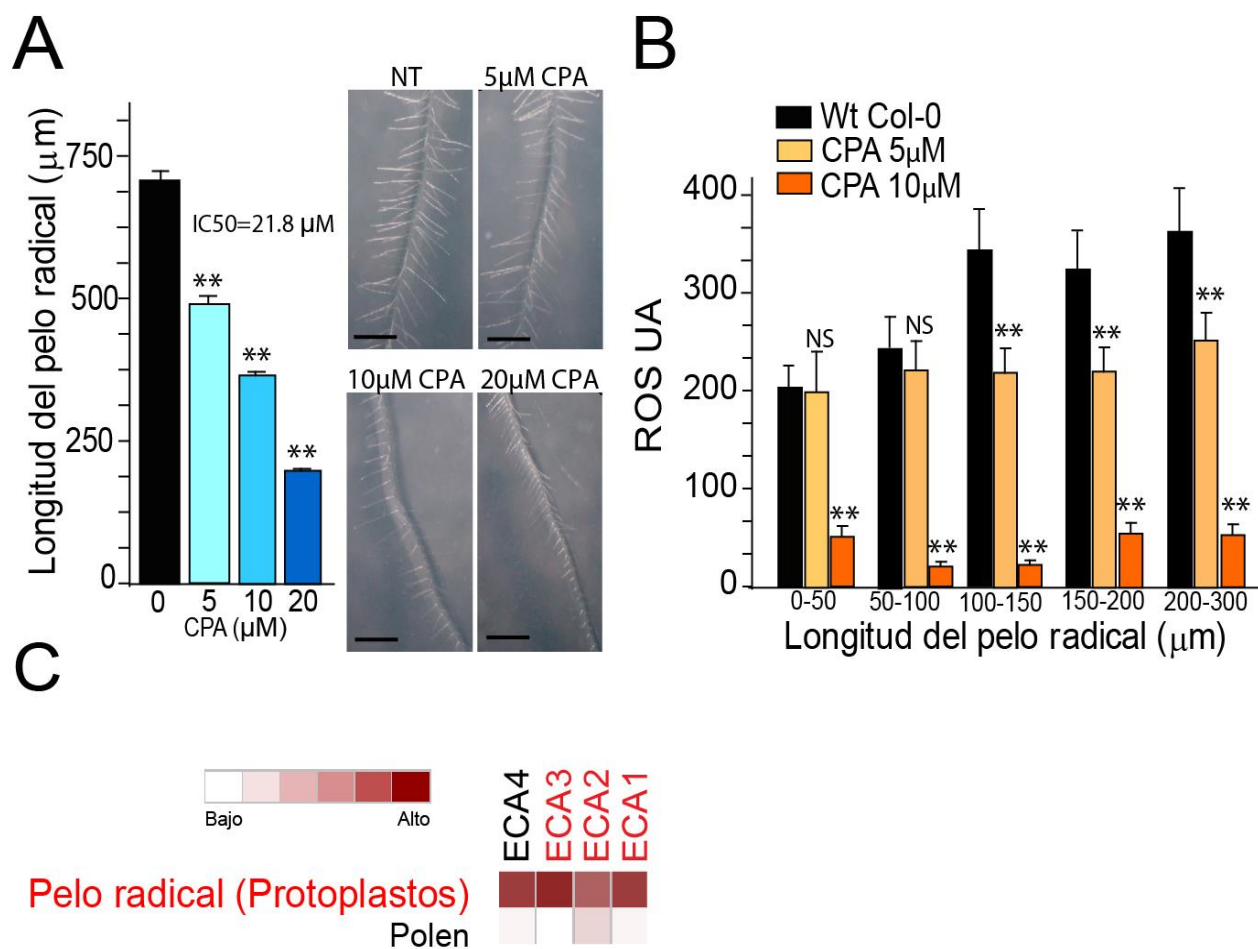 A
Longitud del pelo radical (μm)
750
500
250
0
IC50=21.8 μM
**
**
**
0 5 10 20
CPA (μM)
NT
5μM CPA
10μM CPA
20μM CPA
B
Wt Col-0
CPA 5μM
CPA 10μM
ROS UA
400
300
200
100
0
NS
**
NS
**
**
**
**
**
**
**
0-50 50-100 100-150 150-200 200-300
Longitud del pelo radical (μm)
C
Bajo Alto
ECA4
ECA3
ECA2
ECA1
Pelo radical (Protoplastos)
Polen